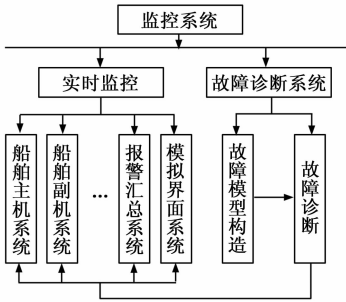 监控系统
实时监控
故障诊断系统
船舶主机系统
船舶副机系统
...
报警汇总系统
模拟界面系统
故障模型构造
故障诊断